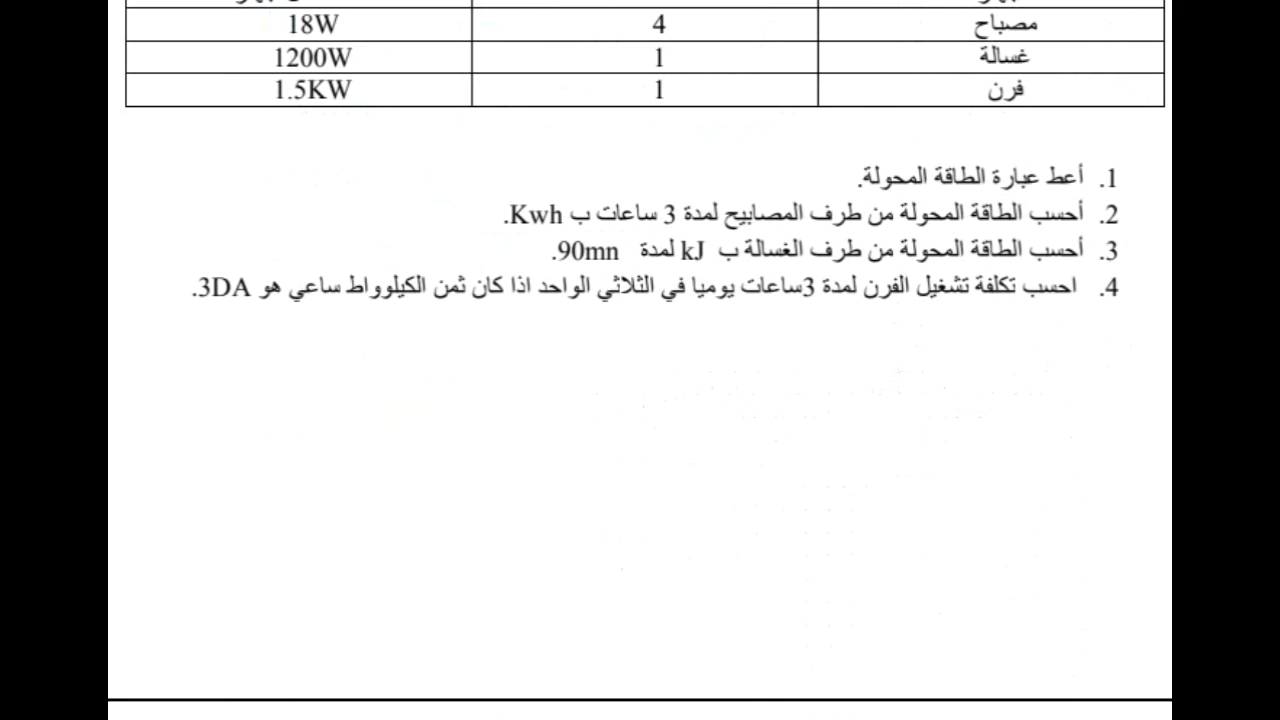 مصباح 4 18W
غسالة 1 1200W
فرن 1 1.5KW
1. أعط عبارة الطاقة المحولة.
2. أحسب الطاقة المحولة من طرف المصابيح لمدة 3 ساعات ب Kwh.
3. أحسب الطاقة المحولة من طرف الغسالة ب kJ لمدة 90mn.
4. احسب تكلفة تشغيل الفرن لمدة 3ساعات يوميا في الثلاثي الواحد اذا كان ثمن الكيلوواط ساعي هو 3DA.